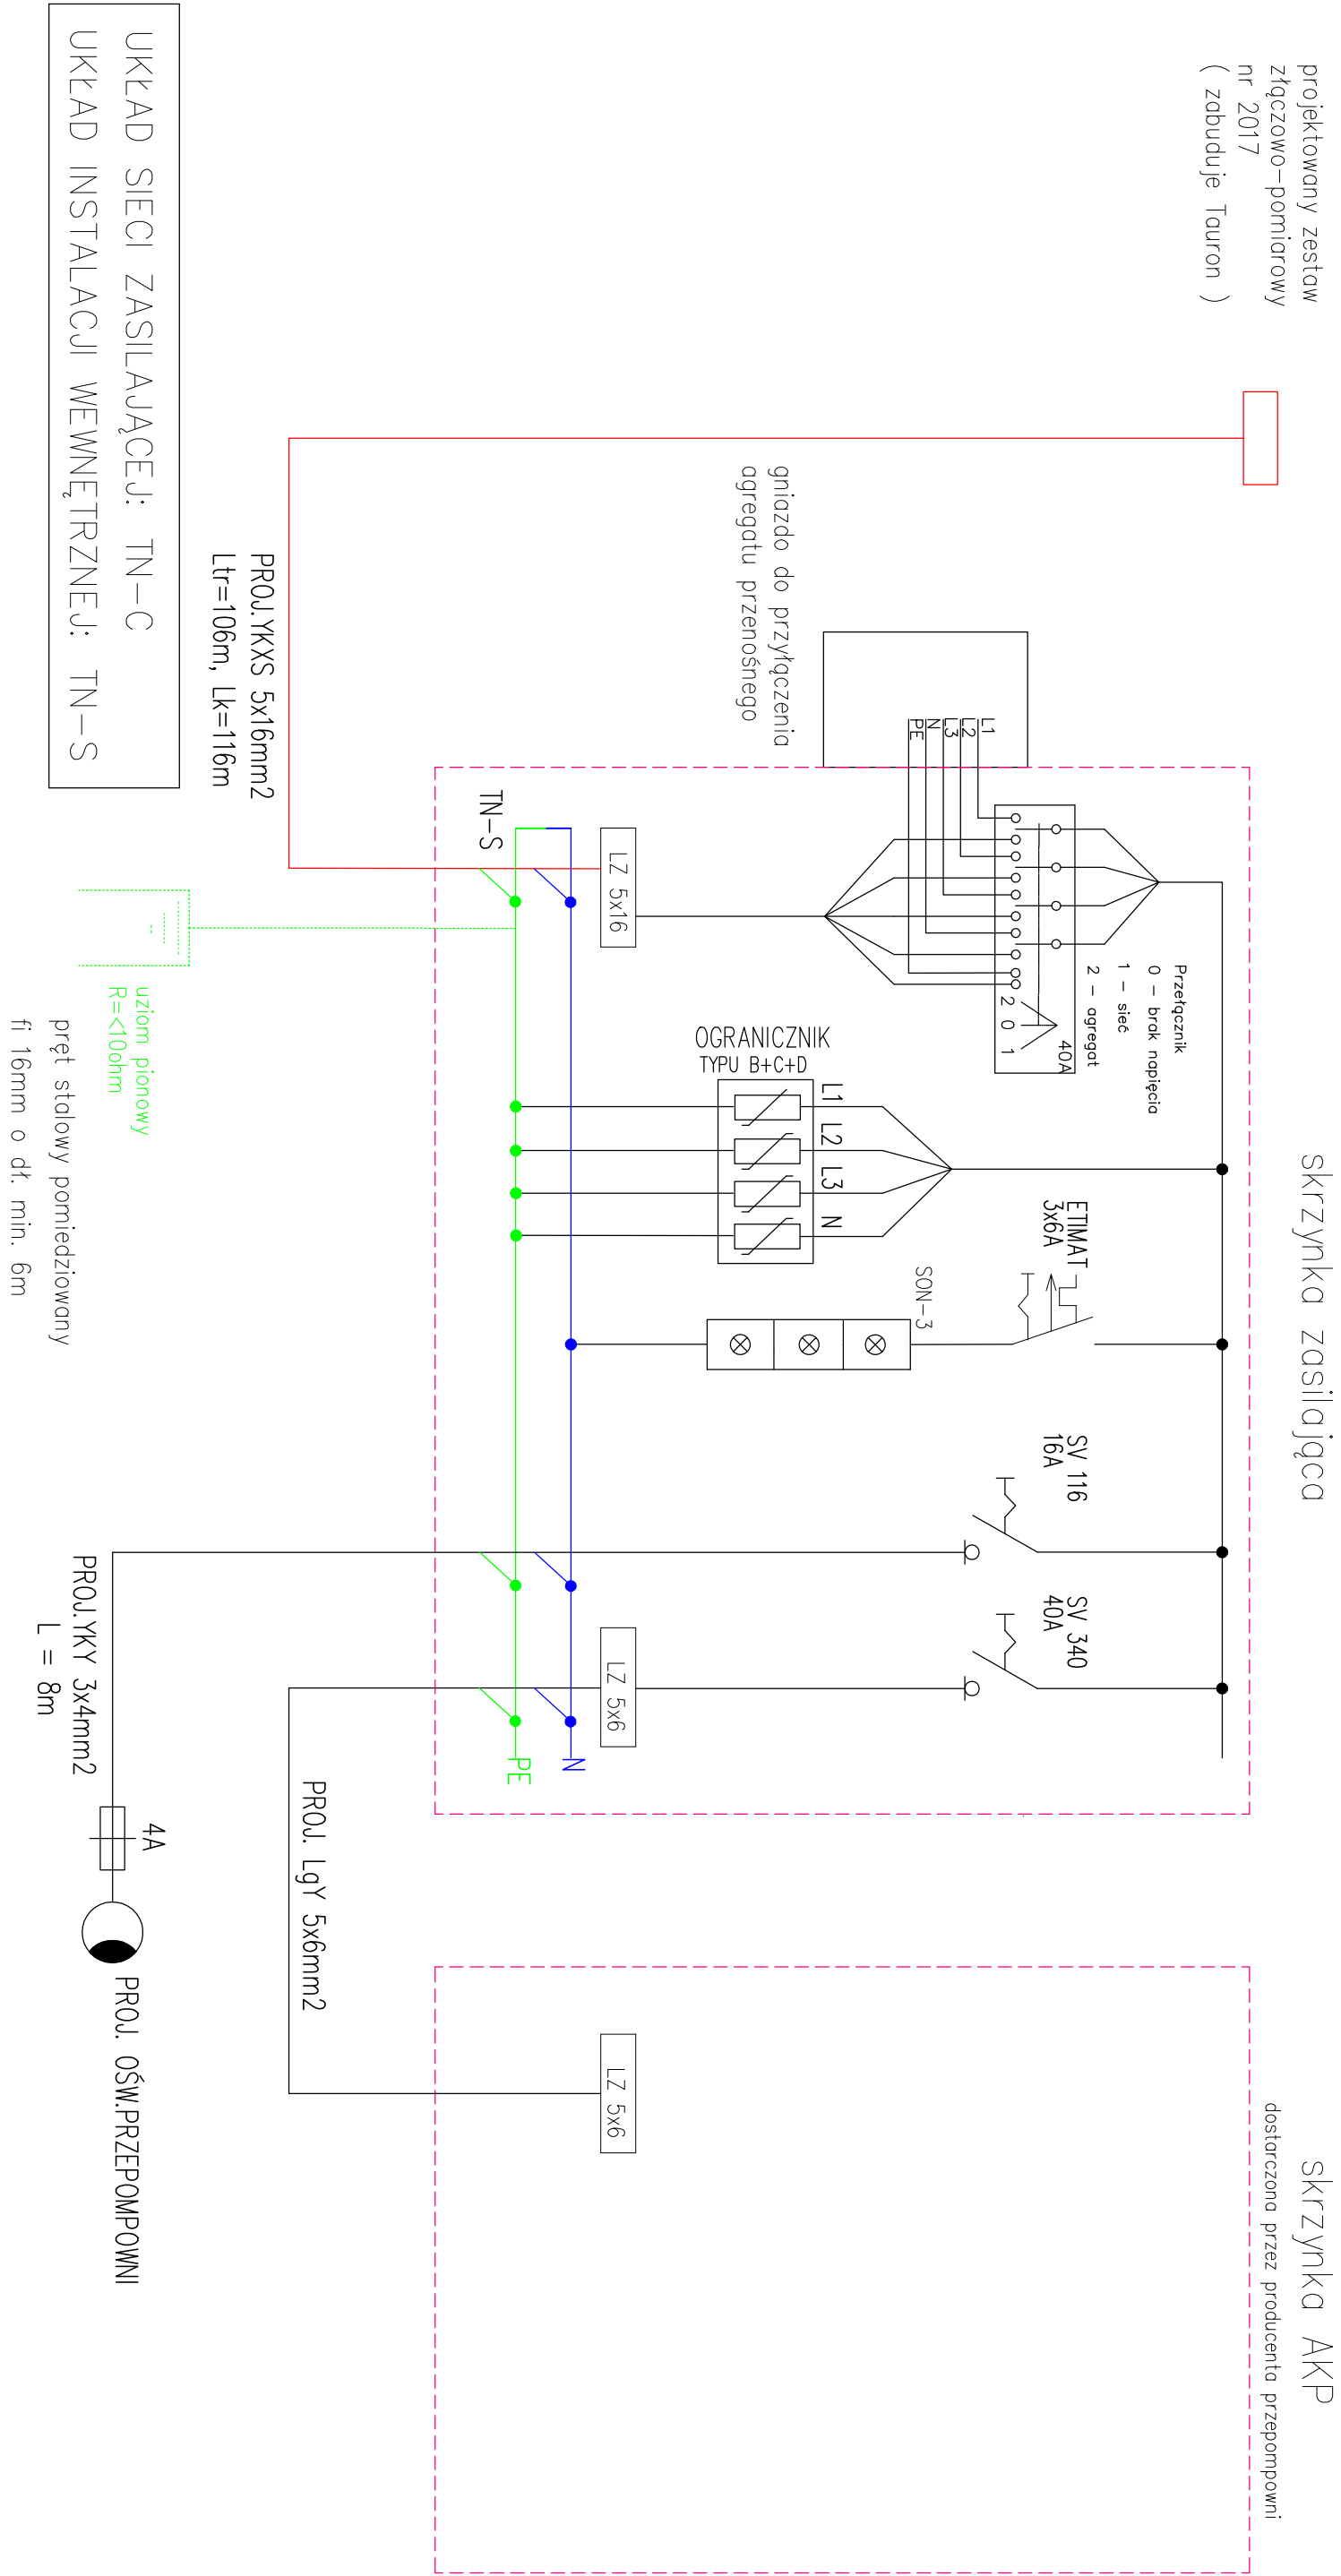 projektowany zestaw
złączowo-pomiarowy
nr 2017
( zabuduje Tauron )
skrzynka zasilająca
skrzynka AKP
dostarczona przez producenta przepompowni
Przełącznik
0 - brak napięcia
1 - sieć
2 - agregat
40A
2 0 1
L1
L2
L3
N
PE
gniazdo do przyłączenia
agregatu przenośnego
OGRANICZNIK
TYPU B+C+D
L1
L2
L3
N
ETIMAT
3x6A
SON-3
SV 116
16A
SV 340
40A
LZ 5x16
LZ 5x6
LZ 5x6
TN-S
N
PE
PROJ. LgY 5x6mm2
PROJ.YKXS 5x16mm2
Ltr=106m, Lk=116m
uziom pionowy
R=<10ohm
pręt stalowy pomiedziowany
fi 16mm o dł. min. 6m
PROJ.YKY 3x4mm2
L = 8m
4A
PROJ. OŚW.PRZEPOMPOWNI
UKŁAD SIECI ZASILAJĄCEJ: TN-C
UKŁAD INSTALACJI WEWNĘTRZNEJ: TN-S